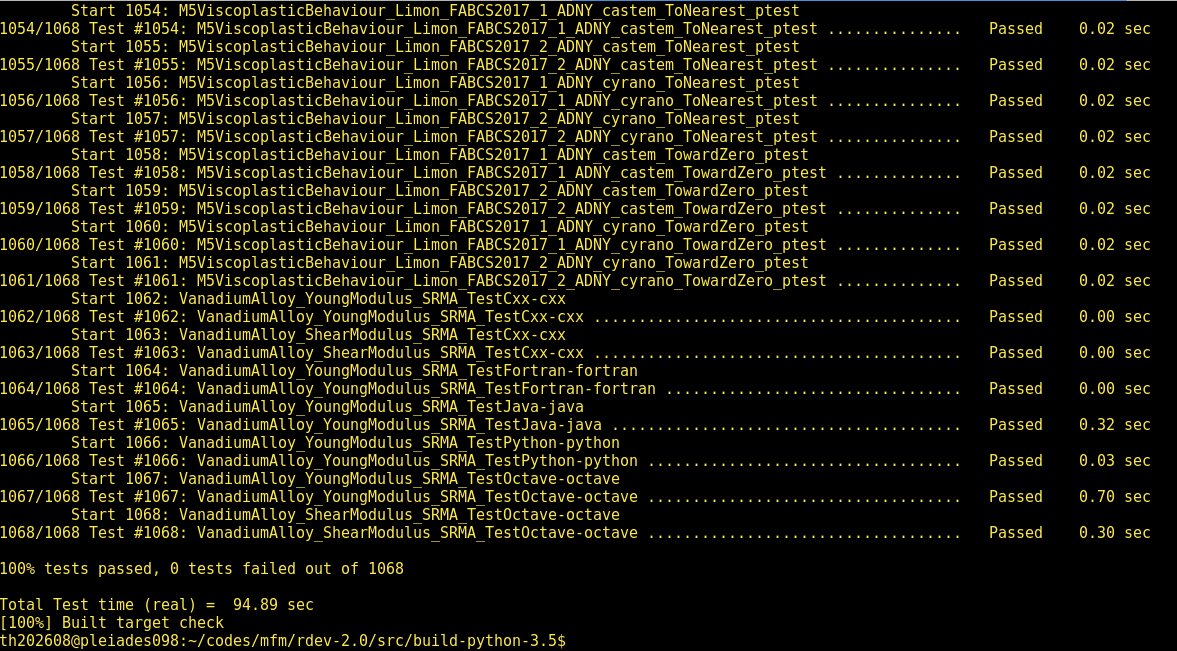 Start 1054: M5ViscoplasticBehaviour_Limon_FABCS2017_1_ADNY_castem_ToNearest_ptest
1054/1068 Test #1054: M5ViscoplasticBehaviour_Limon_FABCS2017_1_ADNY_castem_ToNearest_ptest ...............   Passed    0.02 sec
        Start 1055: M5ViscoplasticBehaviour_Limon_FABCS2017_2_ADNY_castem_ToNearest_ptest
1055/1068 Test #1055: M5ViscoplasticBehaviour_Limon_FABCS2017_2_ADNY_castem_ToNearest_ptest ...............   Passed    0.02 sec
        Start 1056: M5ViscoplasticBehaviour_Limon_FABCS2017_1_ADNY_cyrano_ToNearest_ptest
1056/1068 Test #1056: M5ViscoplasticBehaviour_Limon_FABCS2017_1_ADNY_cyrano_ToNearest_ptest ...............   Passed    0.02 sec
        Start 1057: M5ViscoplasticBehaviour_Limon_FABCS2017_2_ADNY_cyrano_ToNearest_ptest
1057/1068 Test #1057: M5ViscoplasticBehaviour_Limon_FABCS2017_2_ADNY_cyrano_ToNearest_ptest ...............   Passed    0.02 sec
        Start 1058: M5ViscoplasticBehaviour_Limon_FABCS2017_1_ADNY_castem_TowardZero_ptest
1058/1068 Test #1058: M5ViscoplasticBehaviour_Limon_FABCS2017_1_ADNY_castem_TowardZero_ptest ..............   Passed    0.02 sec
        Start 1059: M5ViscoplasticBehaviour_Limon_FABCS2017_2_ADNY_castem_TowardZero_ptest
1059/1068 Test #1059: M5ViscoplasticBehaviour_Limon_FABCS2017_2_ADNY_castem_TowardZero_ptest ..............   Passed    0.02 sec
        Start 1060: M5ViscoplasticBehaviour_Limon_FABCS2017_1_ADNY_cyrano_TowardZero_ptest
1060/1068 Test #1060: M5ViscoplasticBehaviour_Limon_FABCS2017_1_ADNY_cyrano_TowardZero_ptest ..............   Passed    0.02 sec
        Start 1061: M5ViscoplasticBehaviour_Limon_FABCS2017_2_ADNY_cyrano_TowardZero_ptest
1061/1068 Test #1061: M5ViscoplasticBehaviour_Limon_FABCS2017_2_ADNY_cyrano_TowardZero_ptest ..............   Passed    0.02 sec
        Start 1062: VanadiumAlloy_YoungModulus_SRMA_TestCxx-cxx
1062/1068 Test #1062: VanadiumAlloy_YoungModulus_SRMA_TestCxx-cxx .........................................   Passed    0.00 sec
        Start 1063: VanadiumAlloy_ShearModulus_SRMA_TestCxx-cxx
1063/1068 Test #1063: VanadiumAlloy_ShearModulus_SRMA_TestCxx-cxx .........................................   Passed    0.00 sec
        Start 1064: VanadiumAlloy_YoungModulus_SRMA_TestFortran-fortran
1064/1068 Test #1064: VanadiumAlloy_YoungModulus_SRMA_TestFortran-fortran .................................   Passed    0.00 sec
        Start 1065: VanadiumAlloy_YoungModulus_SRMA_TestJava-java
1065/1068 Test #1065: VanadiumAlloy_YoungModulus_SRMA_TestJava-java .......................................   Passed    0.32 sec
        Start 1066: VanadiumAlloy_YoungModulus_SRMA_TestPython-python
1066/1068 Test #1066: VanadiumAlloy_YoungModulus_SRMA_TestPython-python ...................................   Passed    0.03 sec
        Start 1067: VanadiumAlloy_YoungModulus_SRMA_TestOctave-octave
1067/1068 Test #1067: VanadiumAlloy_YoungModulus_SRMA_TestOctave-octave ...................................   Passed    0.70 sec
        Start 1068: VanadiumAlloy_ShearModulus_SRMA_TestOctave-octave
1068/1068 Test #1068: VanadiumAlloy_ShearModulus_SRMA_TestOctave-octave ...................................   Passed    0.30 sec
100% tests passed, 0 tests failed out of 1068
Total Test time (real) =  94.89 sec
[100%] Built target check
th202608@pleiades098:~/codes/mfm/rdev-2.0/src/build-python-3.5$